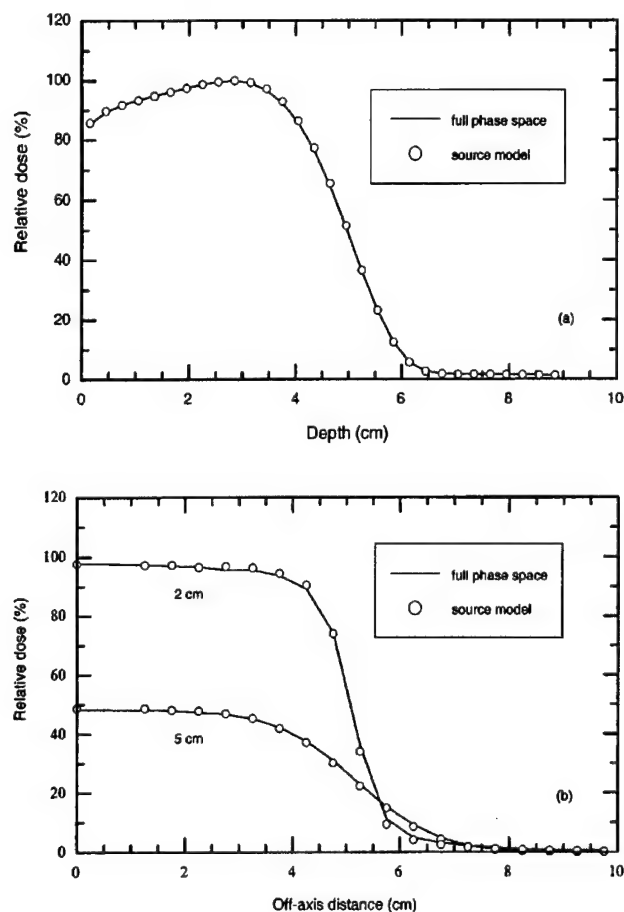 120
100
80
60
40
20
0
Relative dose (%)
full phase space
source model
(a)
0 2 4 6 8 10
Depth (cm)
120
100
80
60
40
20
0
Relative dose (%)
full phase space
source model
2 cm
5 cm
(b)
0 2 4 6 8 10
Off-axis distance (cm)